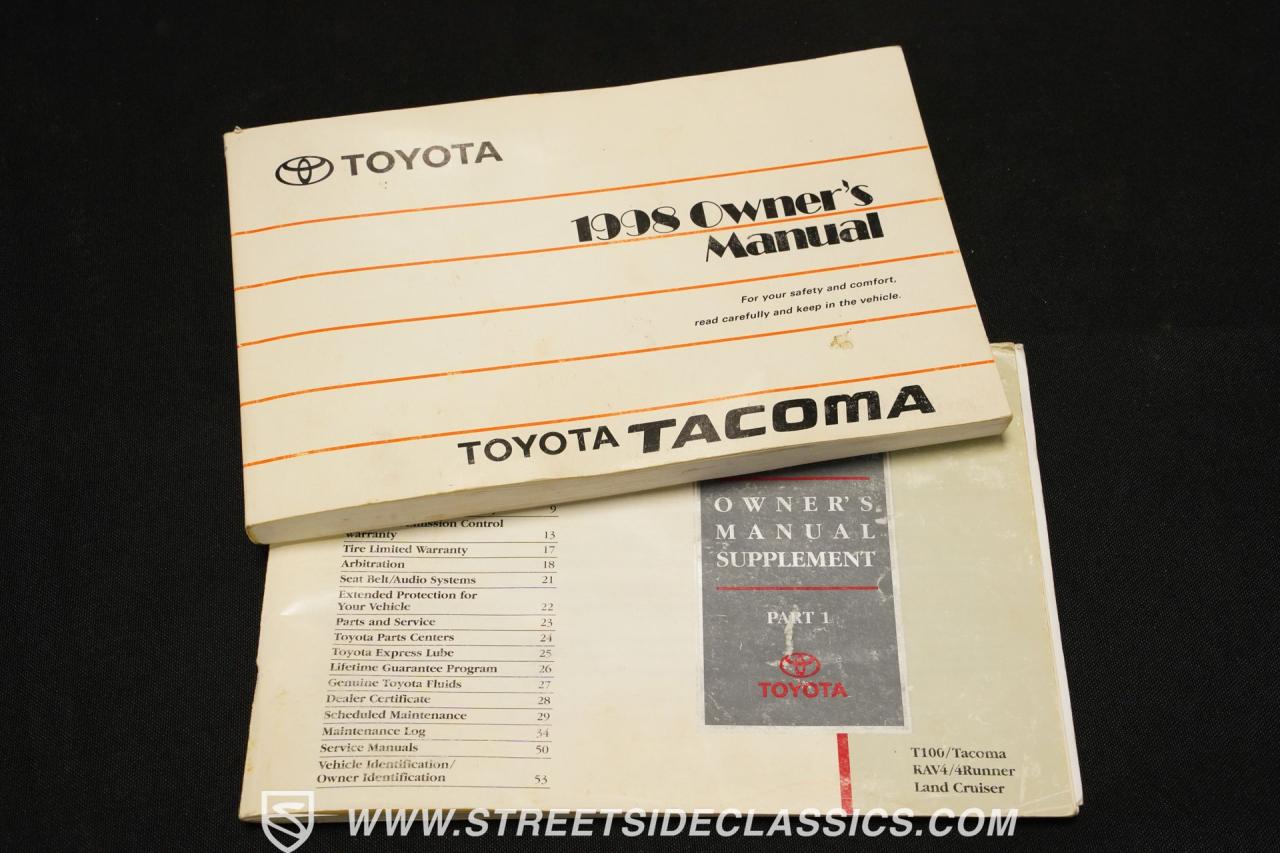 TOYOTA
1998 Owner's
Manual
For your safety and comfort,
read carefully and keep in the vehicle.
TOYOTA TACOMA
9
Emission Control
Warranty 13
Tire Limited Warranty 17
Arbitration 18
Seat Belt/Audio Systems 21
Extended Protection for
Your Vehicle 22
Parts and Service 23
Toyota Parts Centers 24
Toyota Express Lube 25
Lifetime Guarantee Program 26
Genuine Toyota Fluids 27
Dealer Certificate 28
Scheduled Maintenance 29
Maintenance Log 34
Service Manuals 50
Vehicle Identification/
Owner Identification 53
OWNER'S
MANUAL
SUPPLEMENT
PART 1
TOYOTA
T100/Tacoma
RAV4/4Runner
Land Cruiser
WWW.STREETSIDECLASSICS.COM